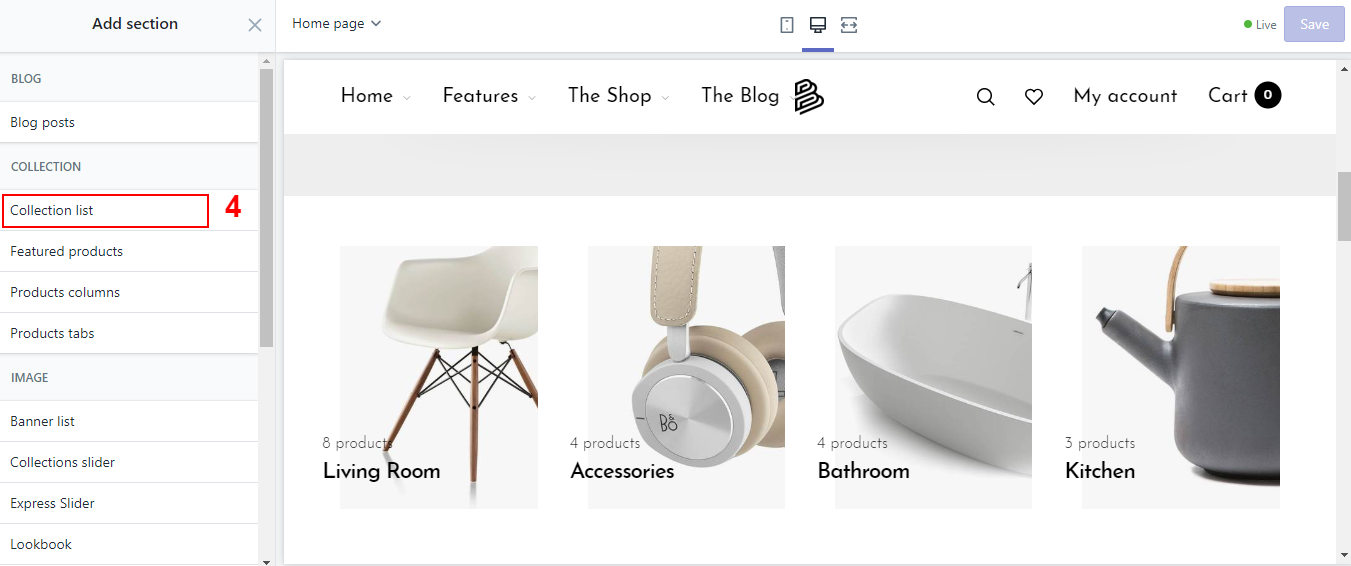 Add section
Home page
Live
Save
BLOG
Blog posts
COLLECTION
Collection list
4
Featured products
Products columns
Products tabs
IMAGE
Banner list
Collections slider
Express Slider
Lookbook
Home
Features
The Shop
The Blog
My account
Cart 0
B&O
8 products
Living Room
4 products
Accessories
4 products
Bathroom
3 products
Kitchen